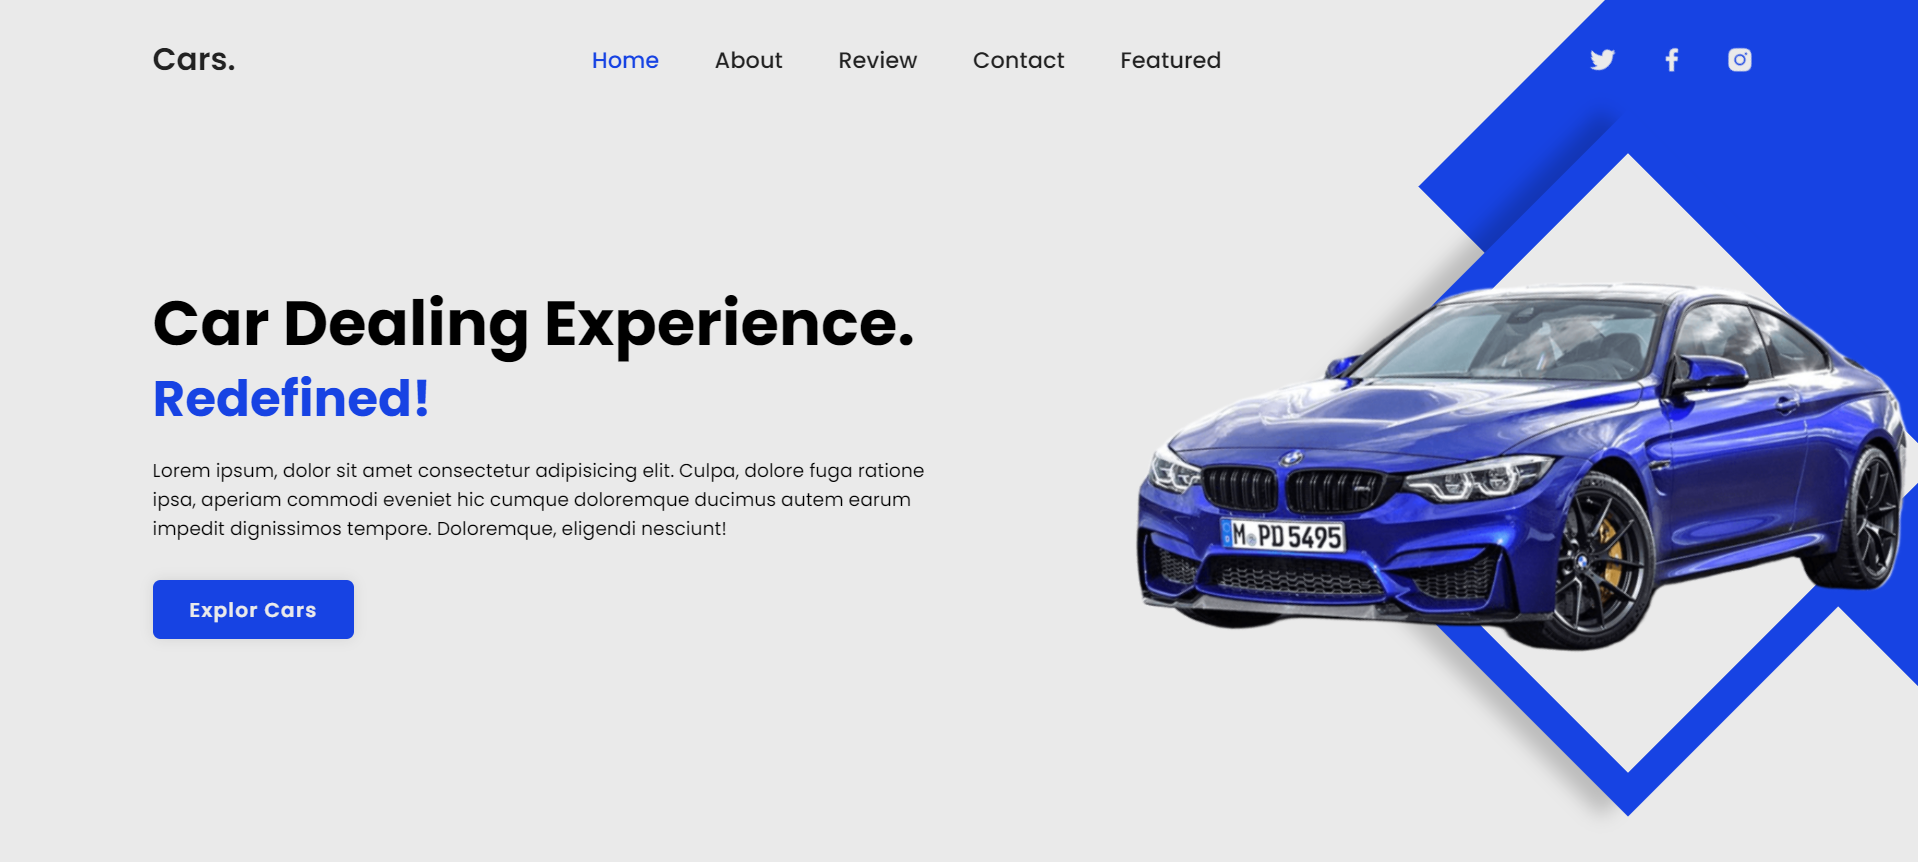 Cars.
Home About Review Contact Featured
Car Dealing Experience.
Redefined!
Lorem ipsum, dolor sit amet consectetur adipisicing elit. Culpa, dolore fuga ratione
ipsa, aperiam commodi eveniet hic cumque doloremque ducimus autem earum
impedit dignissimos tempore. Doloremque, eligendi nesciunt!
Explor Cars
M PD 5495